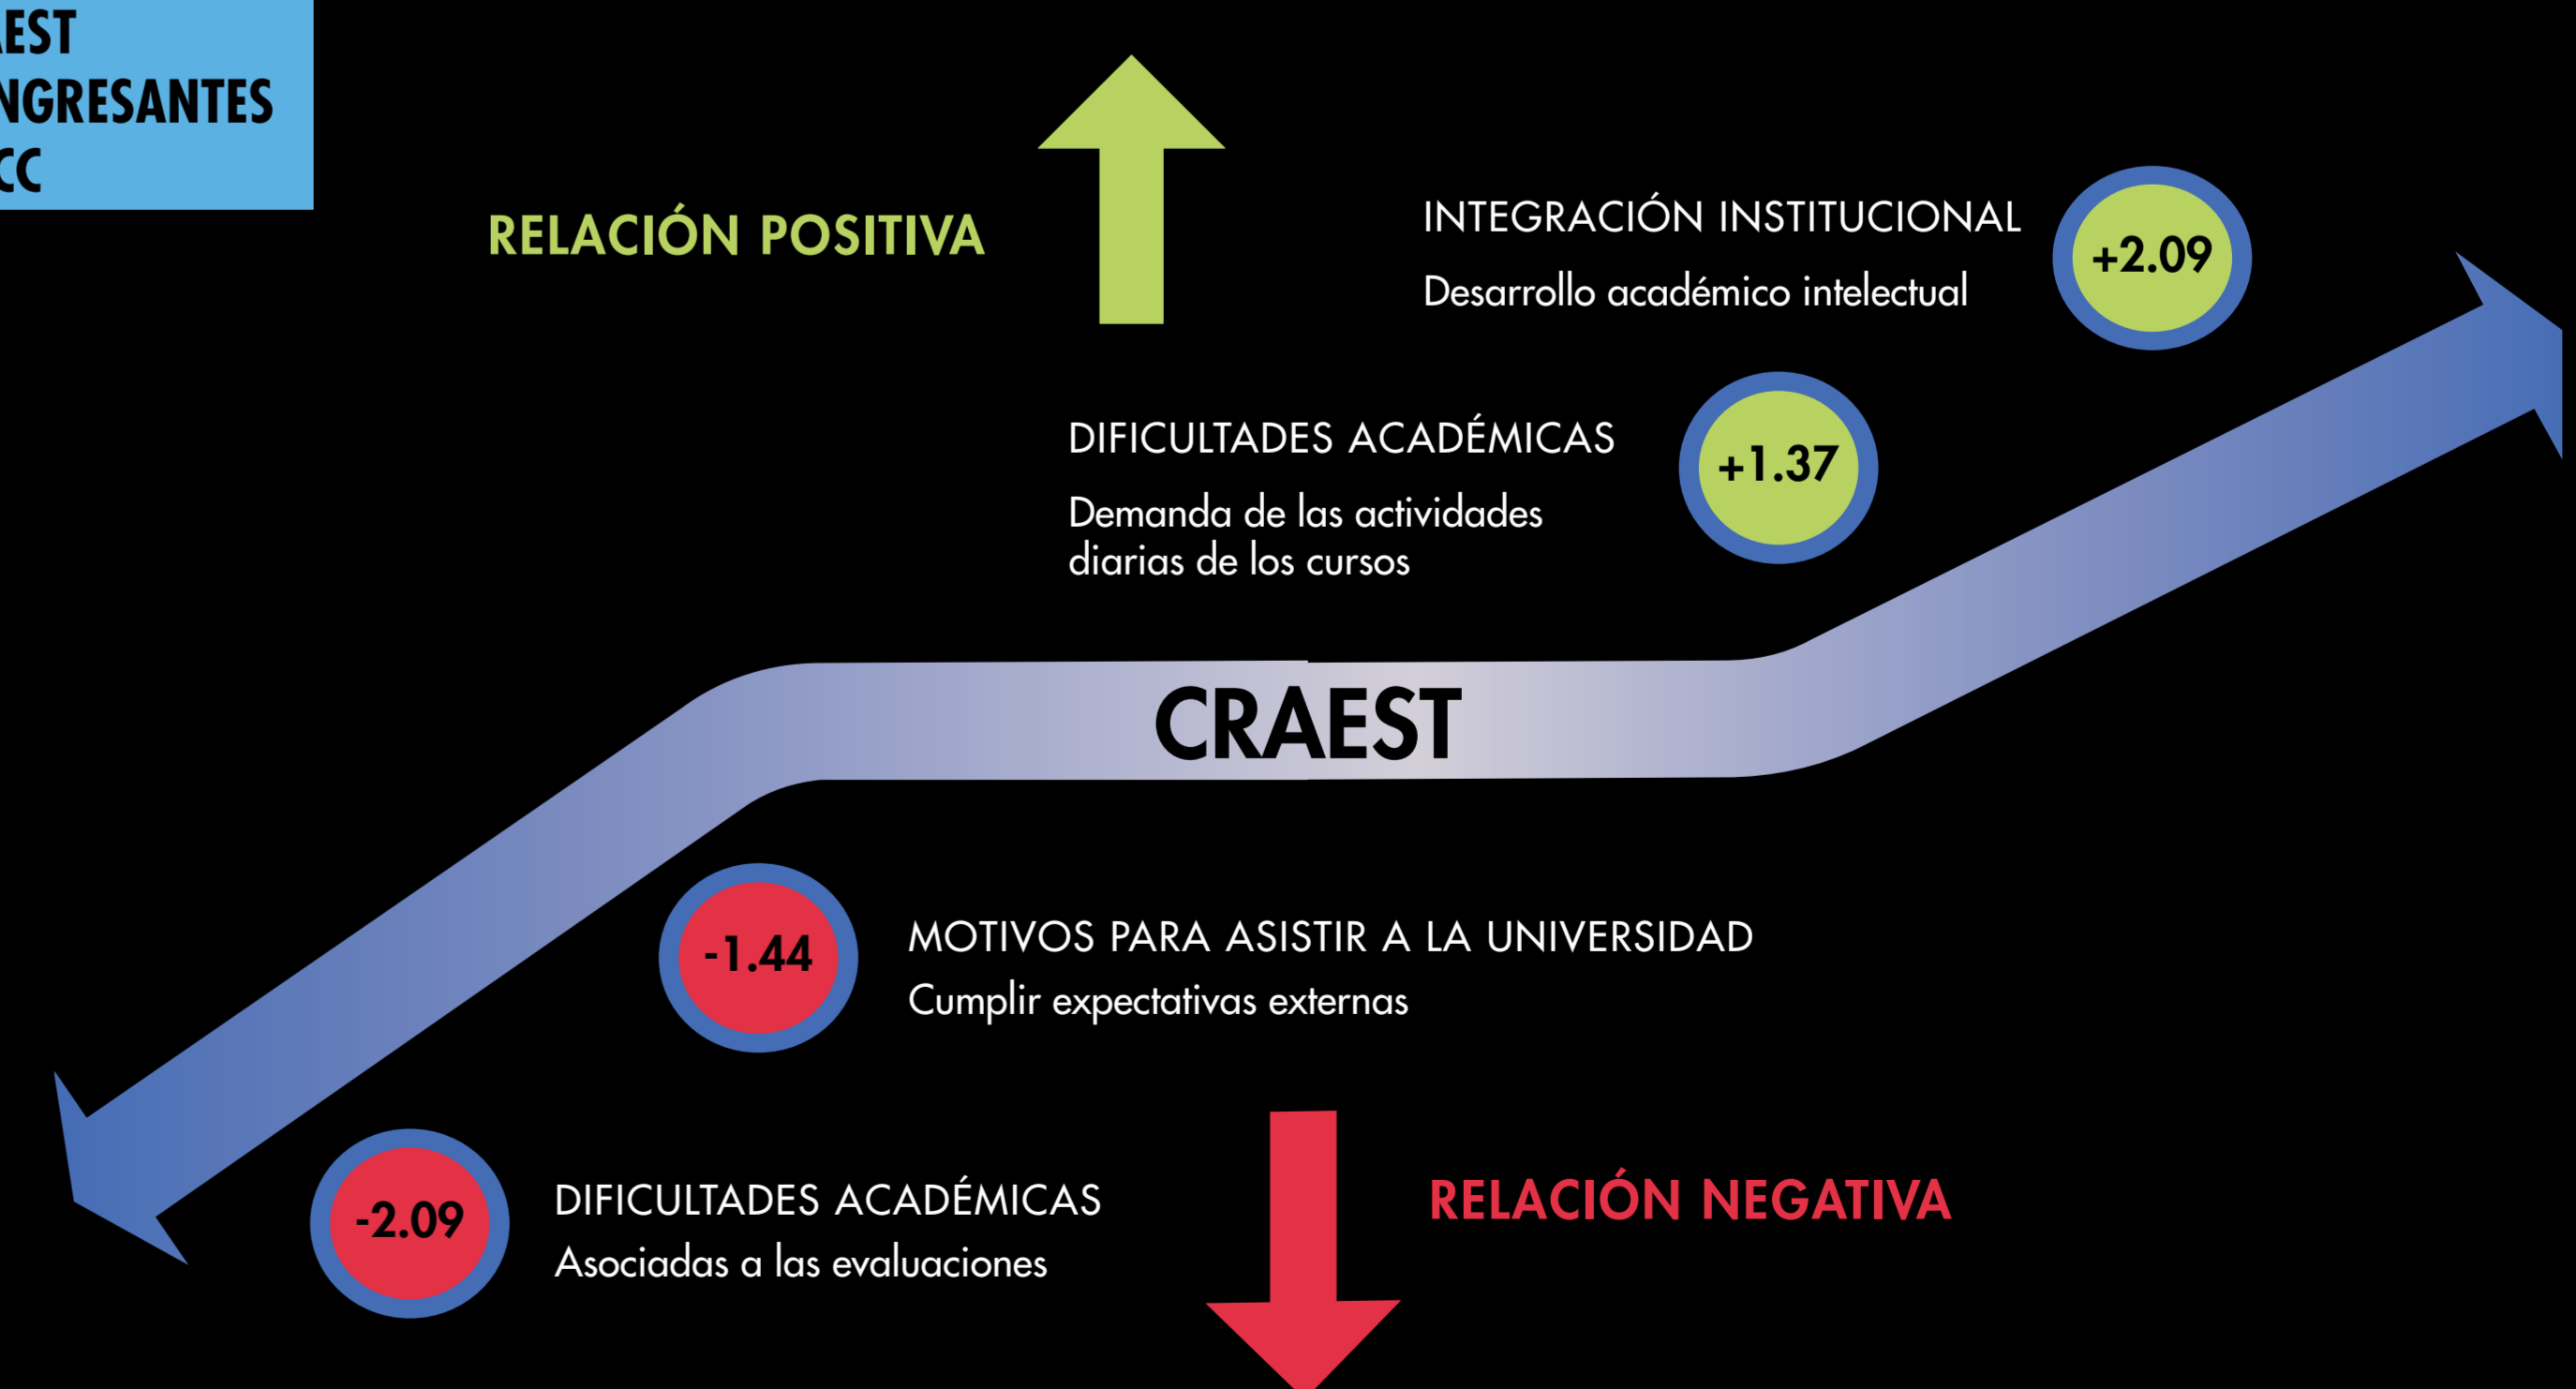 EST
NGRESANTES
CC
RELACIÓN POSITIVA
INTEGRACIÓN INSTITUCIONAL
Desarrollo académico intelectual
+2.09
DIFICULTADES ACADÉMICAS
Demanda de las actividades
diarias de los cursos
+1.37
CRAEST
-1.44
MOTIVOS PARA ASISTIR A LA UNIVERSIDAD
Cumplir expectativas externas
-2.09
DIFICULTADES ACADÉMICAS
Asociadas a las evaluaciones
RELACIÓN NEGATIVA